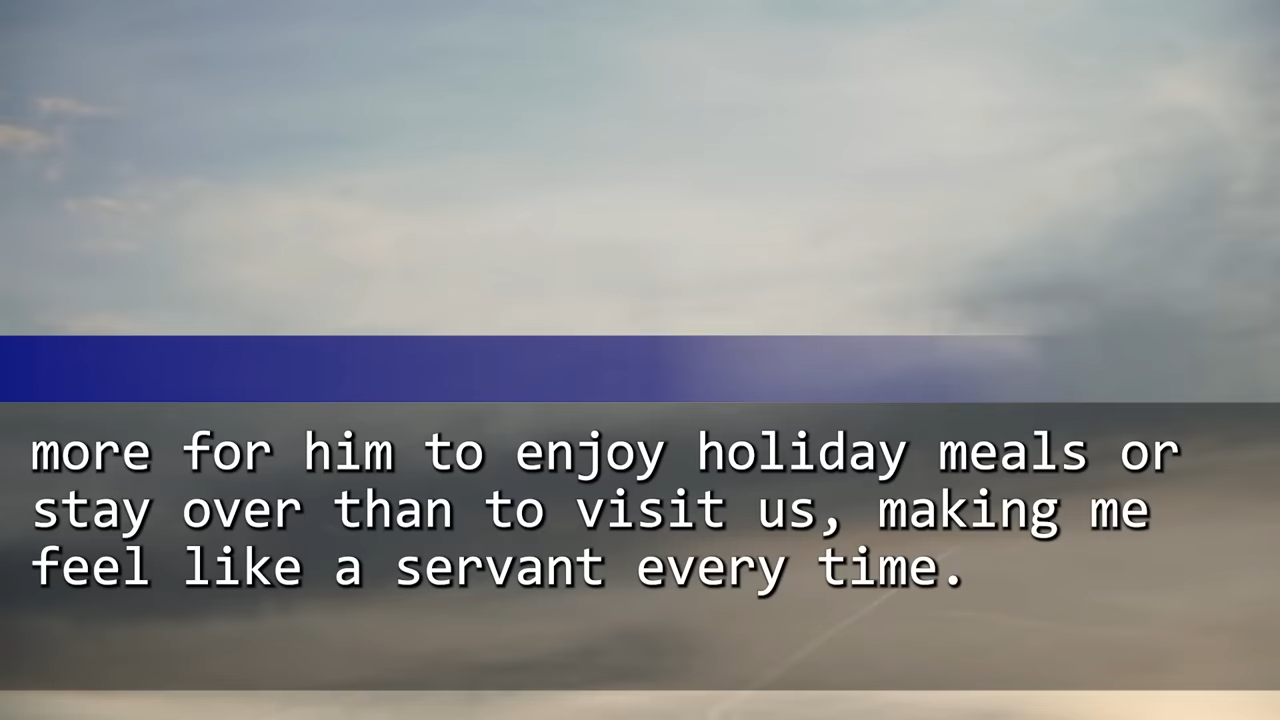 more for him to enjoy holiday meals or
stay over than to visit us, making me
feel like a servant every time.